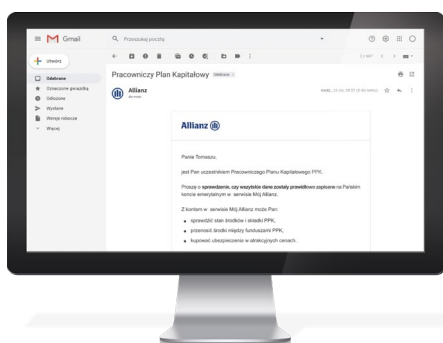 Gmail
Przeszukaj pocztę
Utwórz
Odebrane
Oznaczone gwiazdką
Odłożone
Wysłane
Wersje robocze
Więcej
Pracowniczy Plan Kapitałowy
Allianz
Allianz
Panie Tomaszu,
jest Pan uczestnikiem Pracowniczego Planu Kapitałowego PPK.
Proszę o sprawdzenie, czy wszystkie dane zostały prawidłowo zapisane na Pańskim
koncie emerytalnym w serwisie Mój Allianz.
Z kontem w serwisie Mój Allianz może Pan:
• sprawdzić stan środków i składki PPK,
• przenosić środki między funduszami PPK,
• kupować ubezpieczenia w atrakcyjnych cenach.